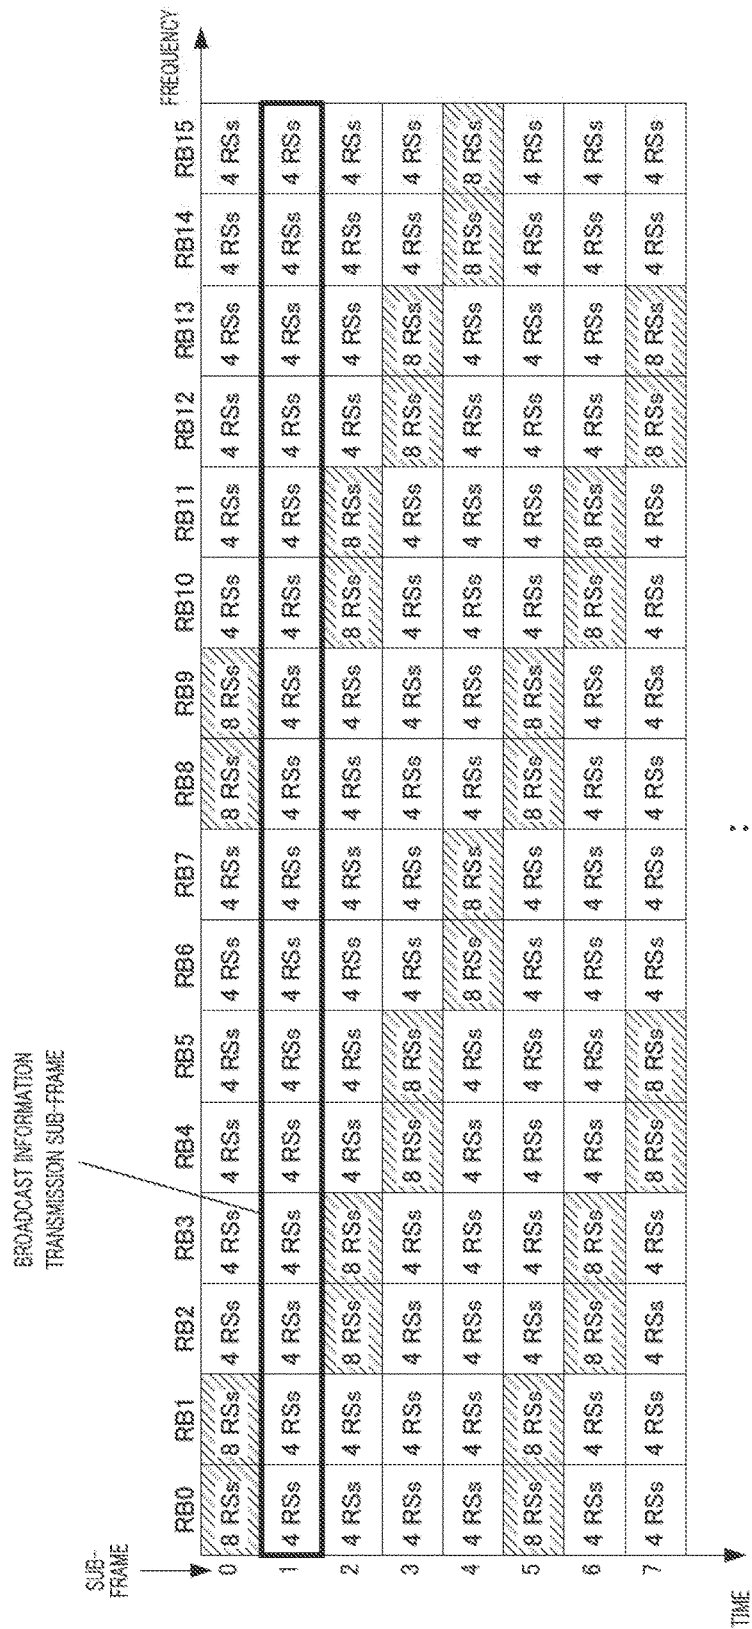 BROADCAST INFORMATION
TRANSMISSION SUB-FRAME
SUB-
FRAME
RB0 RB1 RB2 RB3 RB4 RB5 RB6 RB7 RB8 RB9 RB10 RB11 RB12 RB13 RB14 RB15 FREQUENCY
0 8 RSs 8 RSs 4 RSs 4 RSs 4 RSs 4 RSs 4 RSs 4 RSs 8 RSs 8 RSs 4 RSs 4 RSs 4 RSs 4 RSs 4 RSs 4 RSs
1 4 RSs 4 RSs 4 RSs 4 RSs 4 RSs 4 RSs 4 RSs 4 RSs 4 RSs 4 RSs 4 RSs 4 RSs 4 RSs 4 RSs 4 RSs 4 RSs
2 4 RSs 4 RSs 8 RSs 8 RSs 4 RSs 4 RSs 4 RSs 4 RSs 4 RSs 4 RSs 8 RSs 8 RSs 4 RSs 4 RSs 4 RSs 4 RSs
3 4 RSs 4 RSs 4 RSs 4 RSs 8 RSs 8 RSs 4 RSs 4 RSs 4 RSs 4 RSs 4 RSs 4 RSs 8 RSs 8 RSs 4 RSs 4 RSs
4 4 RSs 4 RSs 4 RSs 4 RSs 4 RSs 4 RSs 8 RSs 8 RSs 4 RSs 4 RSs 4 RSs 4 RSs 4 RSs 4 RSs 8 RSs 8 RSs
5 8 RSs 8 RSs 4 RSs 4 RSs 4 RSs 4 RSs 4 RSs 4 RSs 8 RSs 8 RSs 4 RSs 4 RSs 4 RSs 4 RSs 4 RSs 4 RSs
6 4 RSs 4 RSs 8 RSs 8 RSs 4 RSs 4 RSs 4 RSs 4 RSs 4 RSs 4 RSs 8 RSs 8 RSs 4 RSs 4 RSs 4 RSs 4 RSs
7 4 RSs 4 RSs 4 RSs 4 RSs 8 RSs 8 RSs 4 RSs 4 RSs 4 RSs 4 RSs 4 RSs 4 RSs 8 RSs 8 RSs 4 RSs 4 RSs
TIME